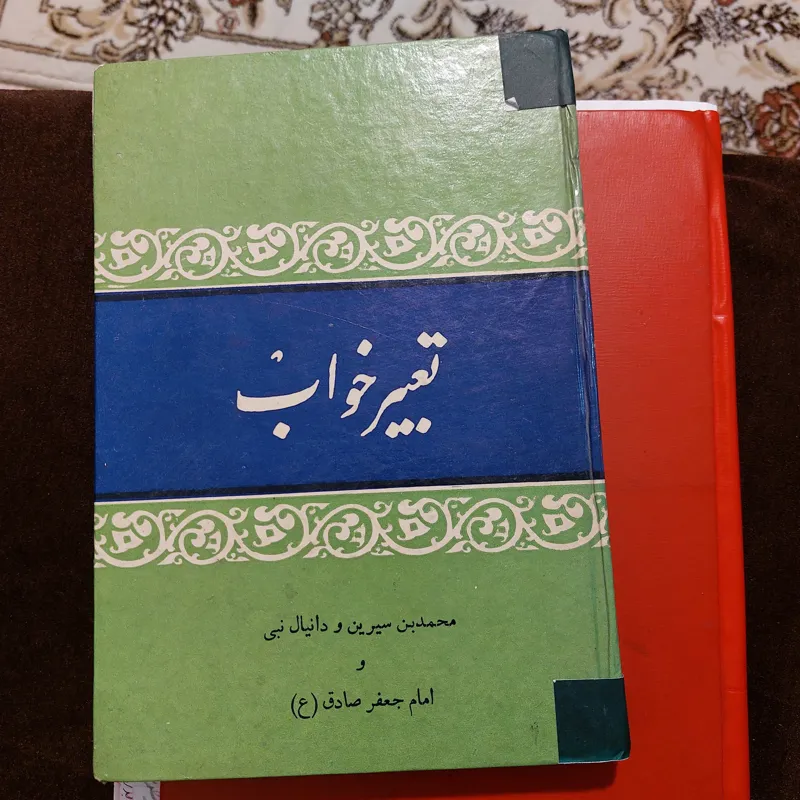 تعبیر خواب
محمدبن سیرین و دانیال نبی
و
امام جعفر صادق (ع)